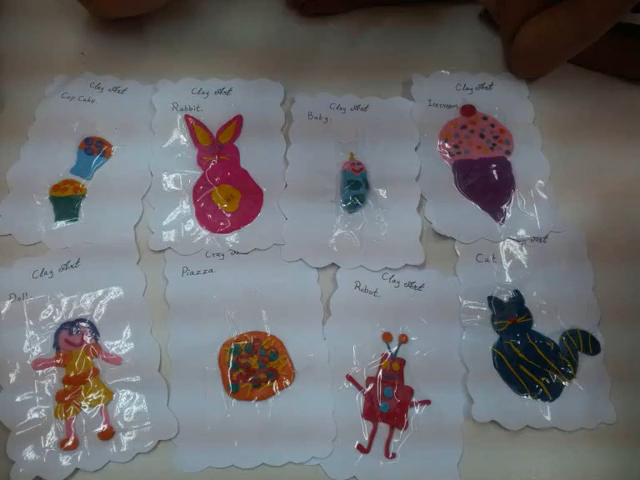 Clay Art
Cup Cake.
Clay Art
Rabbit.
Clay Art
Baby.
Clay Art
Icecream.
Clay Art
Doll.
Clay Art
Piazza.
Clay Art
Robot.
Art
Cat